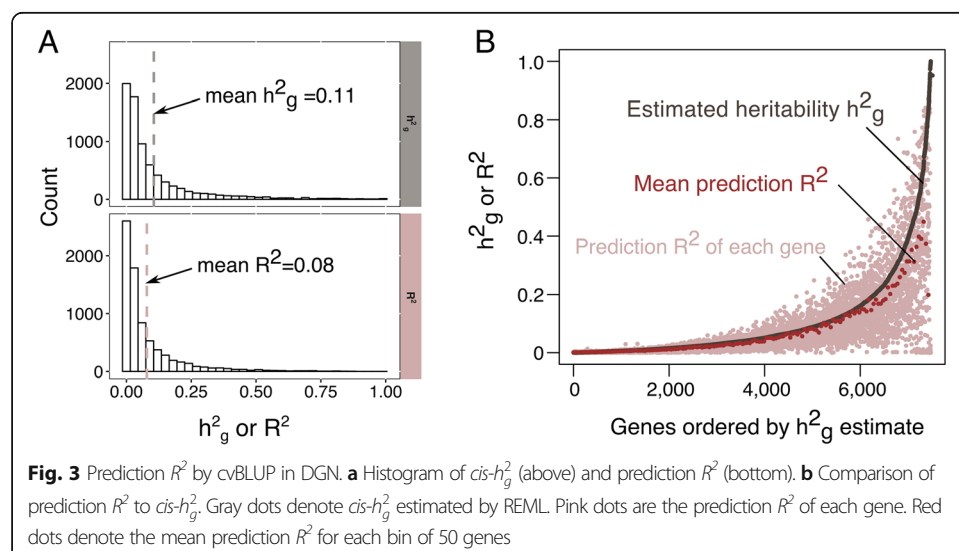 A
2000
mean h²g =0.11
1000
0
h²g
Count
2000
mean R²=0.08
1000
0
R²
0.00 0.25 0.50 0.75 1.00
h²g or R²
B
1.0
0.8
0.6
0.4
0.2
0
h²g or R²
Estimated heritability h²g
Mean prediction R²
Prediction R² of each gene
0 2,000 4,000 6,000
Genes ordered by h²g estimate
Fig. 3 Prediction R² by cvBLUP in DGN. a Histogram of cis-h²g (above) and prediction R² (bottom). b Comparison of
prediction R² to cis-h²g. Gray dots denote cis-h²g estimated by REML. Pink dots are the prediction R² of each gene. Red
dots denote the mean prediction R² for each bin of 50 genes